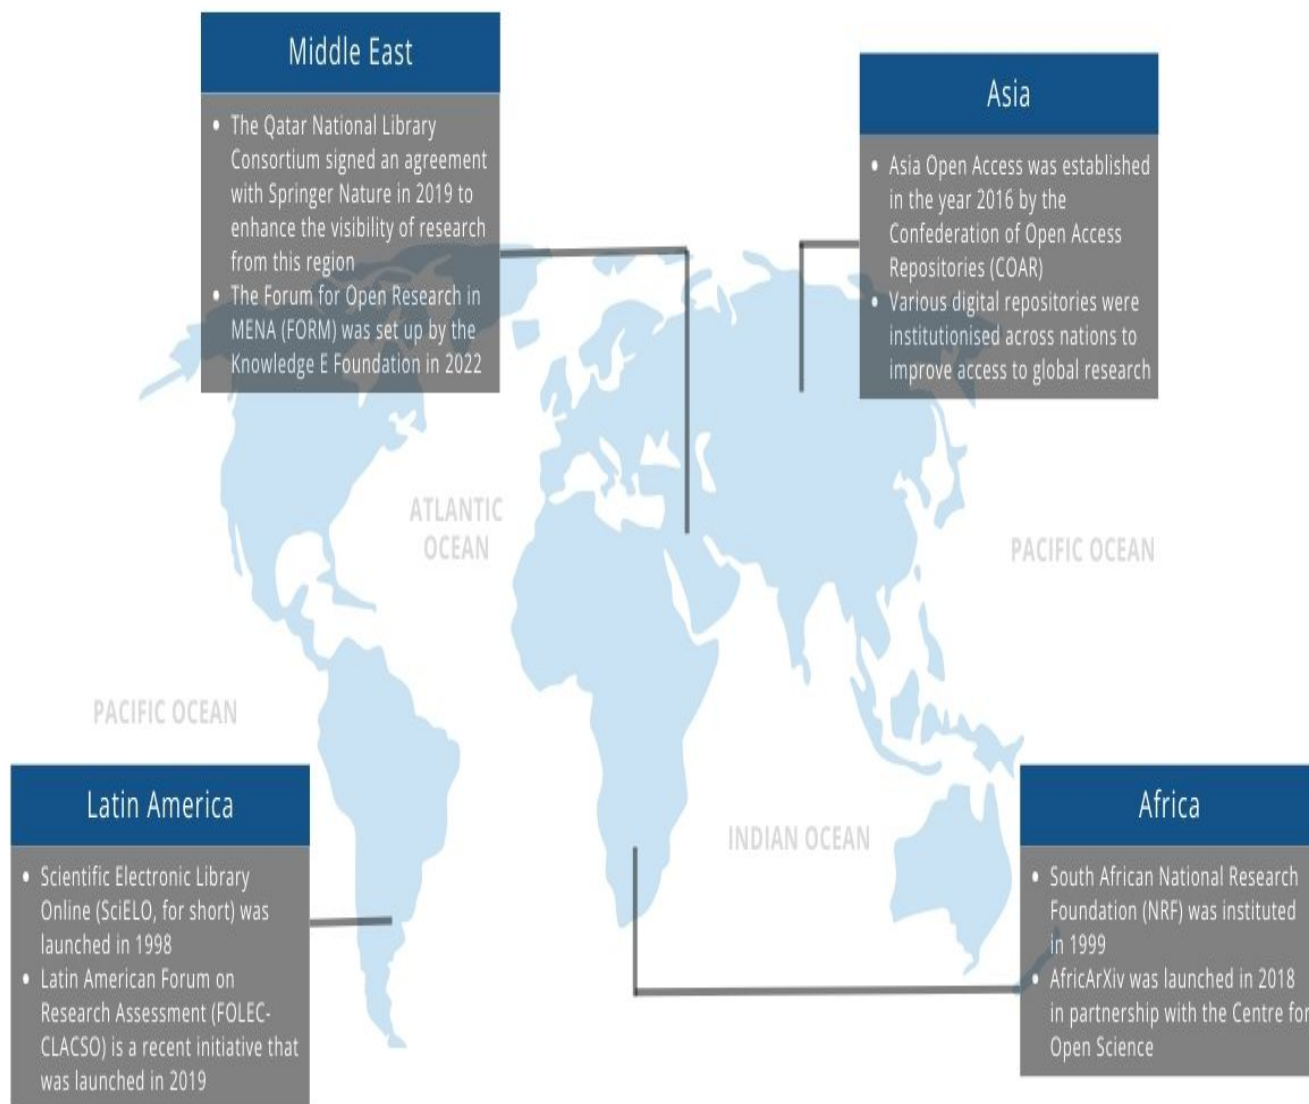 Middle East
• The Qatar National Library
Consortium signed an agreement
with Springer Nature in 2019 to
enhance the visibility of research
from this region
• The Forum for Open Research in
MENA (FORM) was set up by the
Knowledge E Foundation in 2022
Asia
• Asia Open Access was established
in the year 2016 by the
Confederation of Open Access
Repositories (COAR)
• Various digital repositories were
institutionised across nations to
improve access to global research
ATLANTIC
OCEAN
PACIFIC OCEAN
PACIFIC OCEAN
INDIAN OCEAN
Latin America
• Scientific Electronic Library
Online (SciELO, for short) was
launched in 1998
• Latin American Forum on
Research Assessment (FOLEC-
CLACSO) is a recent initiative that
was launched in 2019
Africa
• South African National Research
Foundation (NRF) was instituted
in 1999
• AfricArXiv was launched in 2018
in partnership with the Centre for
Open Science